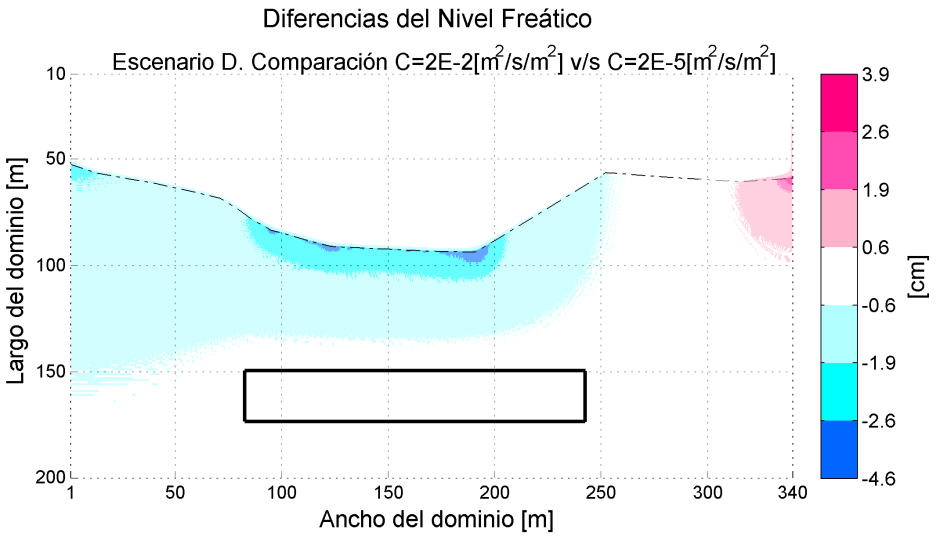 Diferencias del Nivel Freático
Escenario D. Comparación C=2E-2[m²/s/m²] v/s C=2E-5[m²/s/m²]
Largo del dominio [m]
10
50
100
150
200
1 50 100 150 200 250 300 340
Ancho del dominio [m]
3.9
2.6
1.9
0.6
-0.6
-1.9
-2.6
-4.6
[cm]